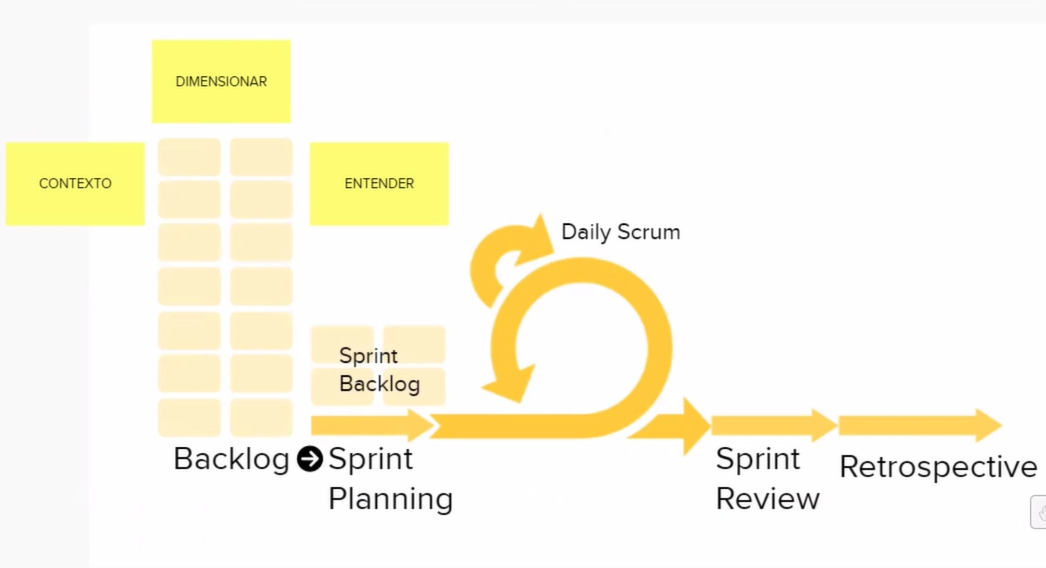 DIMENSIONAR
CONTEXTO
ENTENDER
Daily Scrum
Sprint
Backlog
Backlog
Sprint
Planning
Sprint
Review
Retrospective